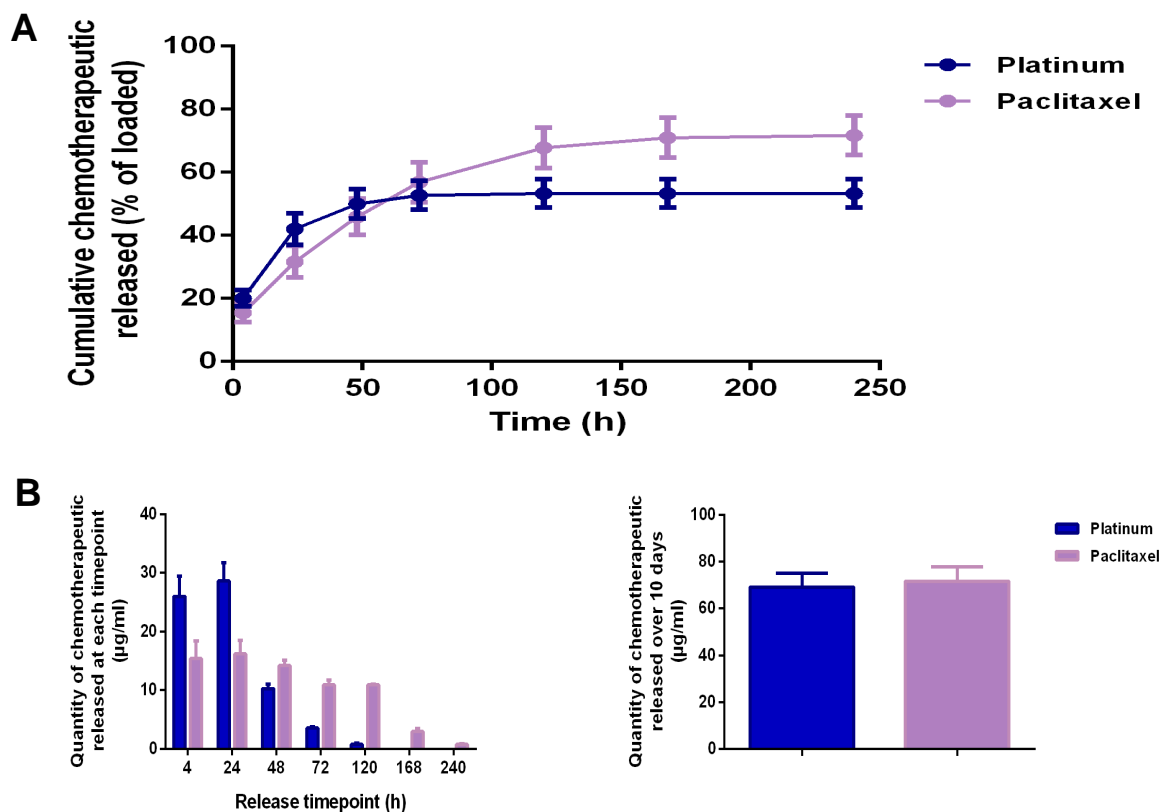 A
Cumulative chemotherapeutic
released (% of loaded)
100
80
60
40
20
0
0 50 100 150 200 250
Time (h)
Platinum
Paclitaxel
B
Quantity of chemotherapeutic
released at each timepoint
(µg/ml)
40
30
20
10
0
4 24 48 72 120 168 240
Release timepoint (h)
Quantity of chemotherapeutic
released over 10 days
(µg/ml)
100
80
60
40
20
0
Platinum
Paclitaxel